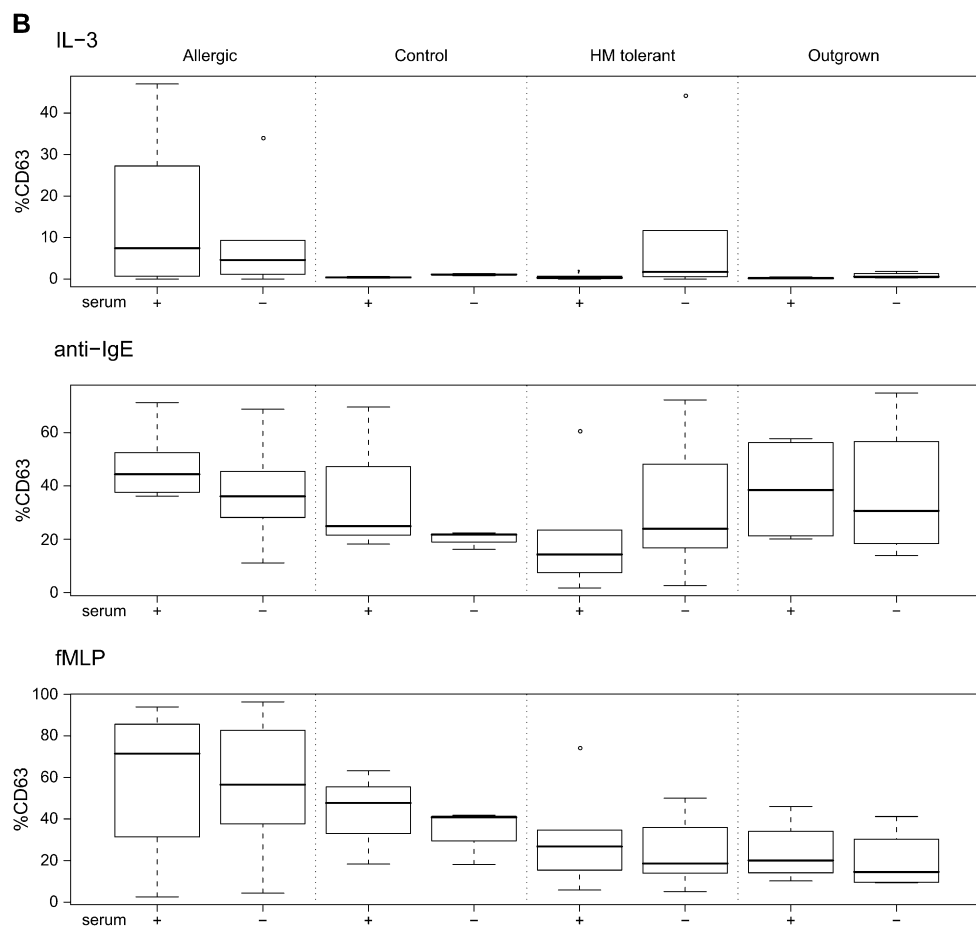 B
IL−3
Allergic Control HM tolerant Outgrown
%CD63
40
30
20
10
0
serum + − + − + − + −
anti−IgE
%CD63
60
40
20
0
serum + − + − + − + −
fMLP
%CD63
100
80
60
40
20
0
serum + − + − + − + −